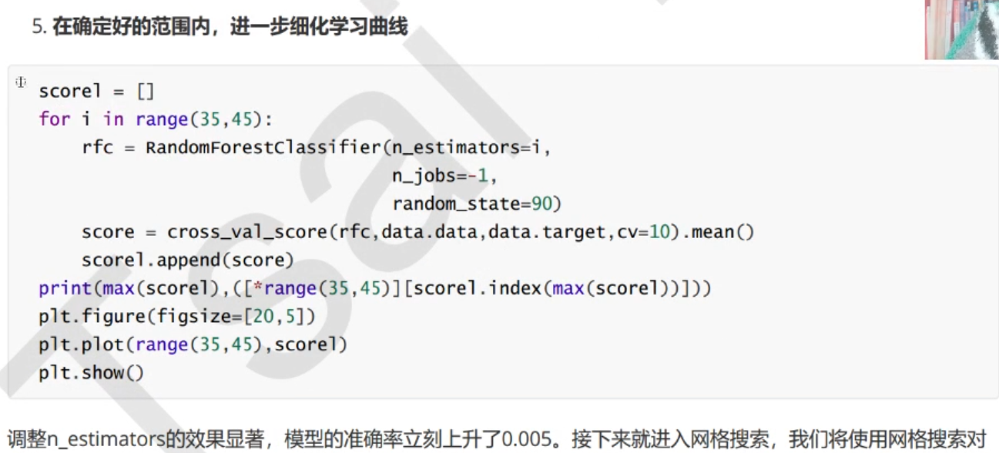 5. 在确定好的范围内，进一步细化学习曲线
scorel = []
for i in range(35,45):
    rfc = RandomForestClassifier(n_estimators=i,
                                 n_jobs=-1,
                                 random_state=90)
    score = cross_val_score(rfc,data.data,data.target,cv=10).mean()
    scorel.append(score)
print(max(scorel),([*range(35,45)][scorel.index(max(scorel))]))
plt.figure(figsize=[20,5])
plt.plot(range(35,45),scorel)
plt.show()
调整n_estimators的效果显著，模型的准确率立刻上升了0.005。接下来就进入网格搜索，我们将使用网格搜索对
Tsai